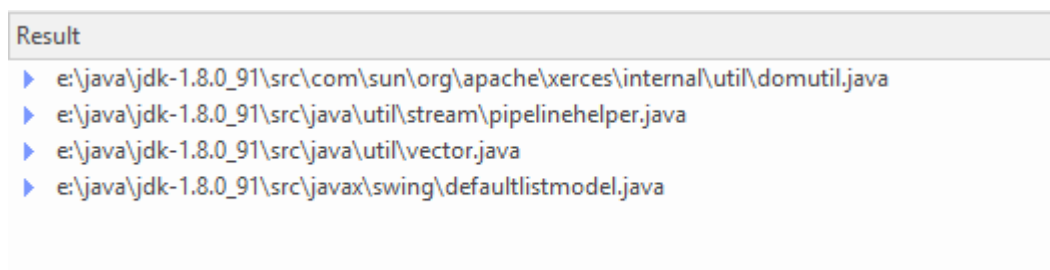 Result
e:\java\jdk-1.8.0_91\src\com\sun\org\apache\xerces\internal\util\domutil.java
e:\java\jdk-1.8.0_91\src\java\util\stream\pipelinehelper.java
e:\java\jdk-1.8.0_91\src\java\util\vector.java
e:\java\jdk-1.8.0_91\src\javax\swing\defaultlistmodel.java